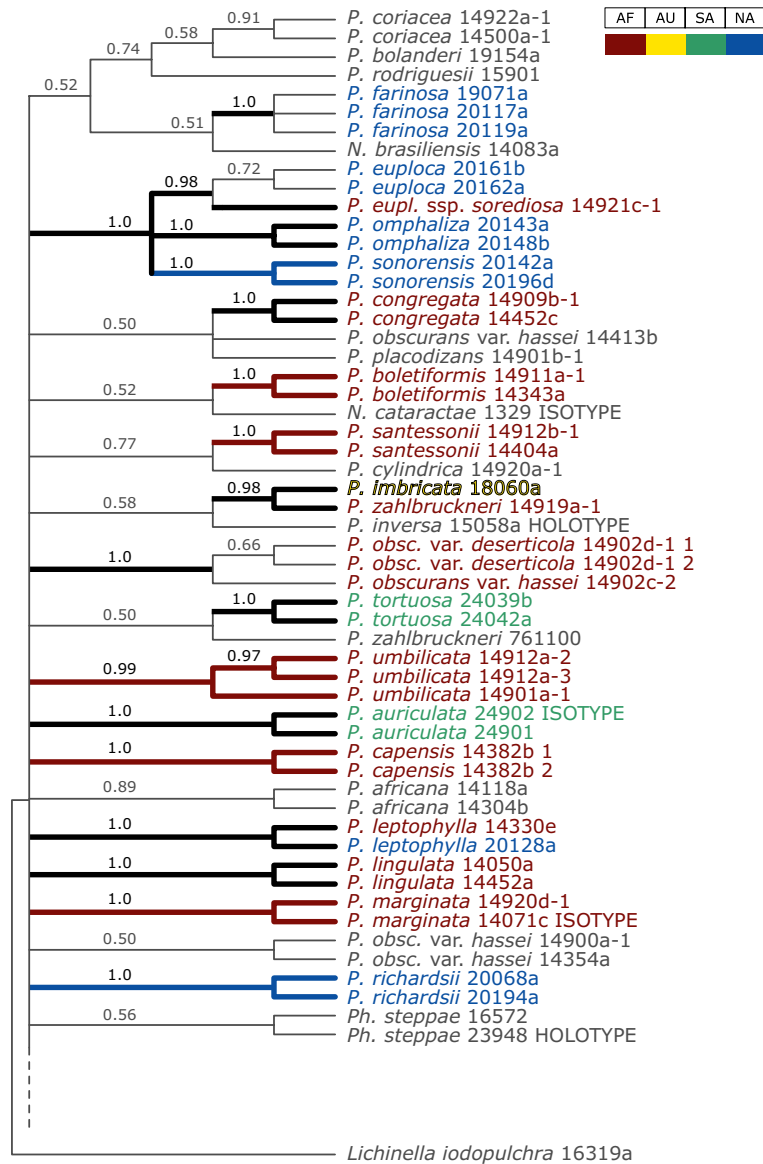 AF AU SA NA
0.91
P. coriacea 14922a-1
0.58
P. coriacea 14500a-1
0.74
P. bolanderi 19154a
0.52
P. rodriguesii 15901
P. farinosa 19071a
1.0
P. farinosa 20117a
0.51
P. farinosa 20119a
N. brasiliensis 14083a
0.72
P. euploca 20161b
0.98
P. euploca 20162a
P. eupl. ssp. sorediosa 14921c-1
1.0
1.0
P. omphaliza 20143a
P. omphaliza 20148b
1.0
P. sonorensis 20142a
P. sonorensis 20196d
1.0
P. congregata 14909b-1
P. congregata 14452c
0.50
P. obscurans var. hassei 14413b
P. placodizans 14901b-1
1.0
P. boletiformis 14911a-1
0.52
P. boletiformis 14343a
N. cataractae 1329 ISOTYPE
1.0
P. santessonii 14912b-1
0.77
P. santessonii 14404a
P. cylindrica 14920a-1
0.98
P. imbricata 18060a
0.58
P. zahlbruckneri 14919a-1
P. inversa 15058a HOLOTYPE
0.66
P. obsc. var. deserticola 14902d-1 1
1.0
P. obsc. var. deserticola 14902d-1 2
P. obscurans var. hassei 14902c-2
1.0
P. tortuosa 24039b
0.50
P. tortuosa 24042a
P. zahlbruckneri 761100
0.97
P. umbilicata 14912a-2
0.99
P. umbilicata 14912a-3
P. umbilicata 14901a-1
1.0
P. auriculata 24902 ISOTYPE
P. auriculata 24901
1.0
P. capensis 14382b 1
P. capensis 14382b 2
0.89
P. africana 14118a
P. africana 14304b
1.0
P. leptophylla 14330e
P. leptophylla 20128a
1.0
P. lingulata 14050a
P. lingulata 14452a
1.0
P. marginata 14920d-1
P. marginata 14071c ISOTYPE
0.50
P. obsc. var. hassei 14900a-1
P. obsc. var. hassei 14354a
1.0
P. richardsii 20068a
P. richardsii 20194a
0.56
Ph. steppae 16572
Ph. steppae 23948 HOLOTYPE
Lichinella iodopulchra 16319a